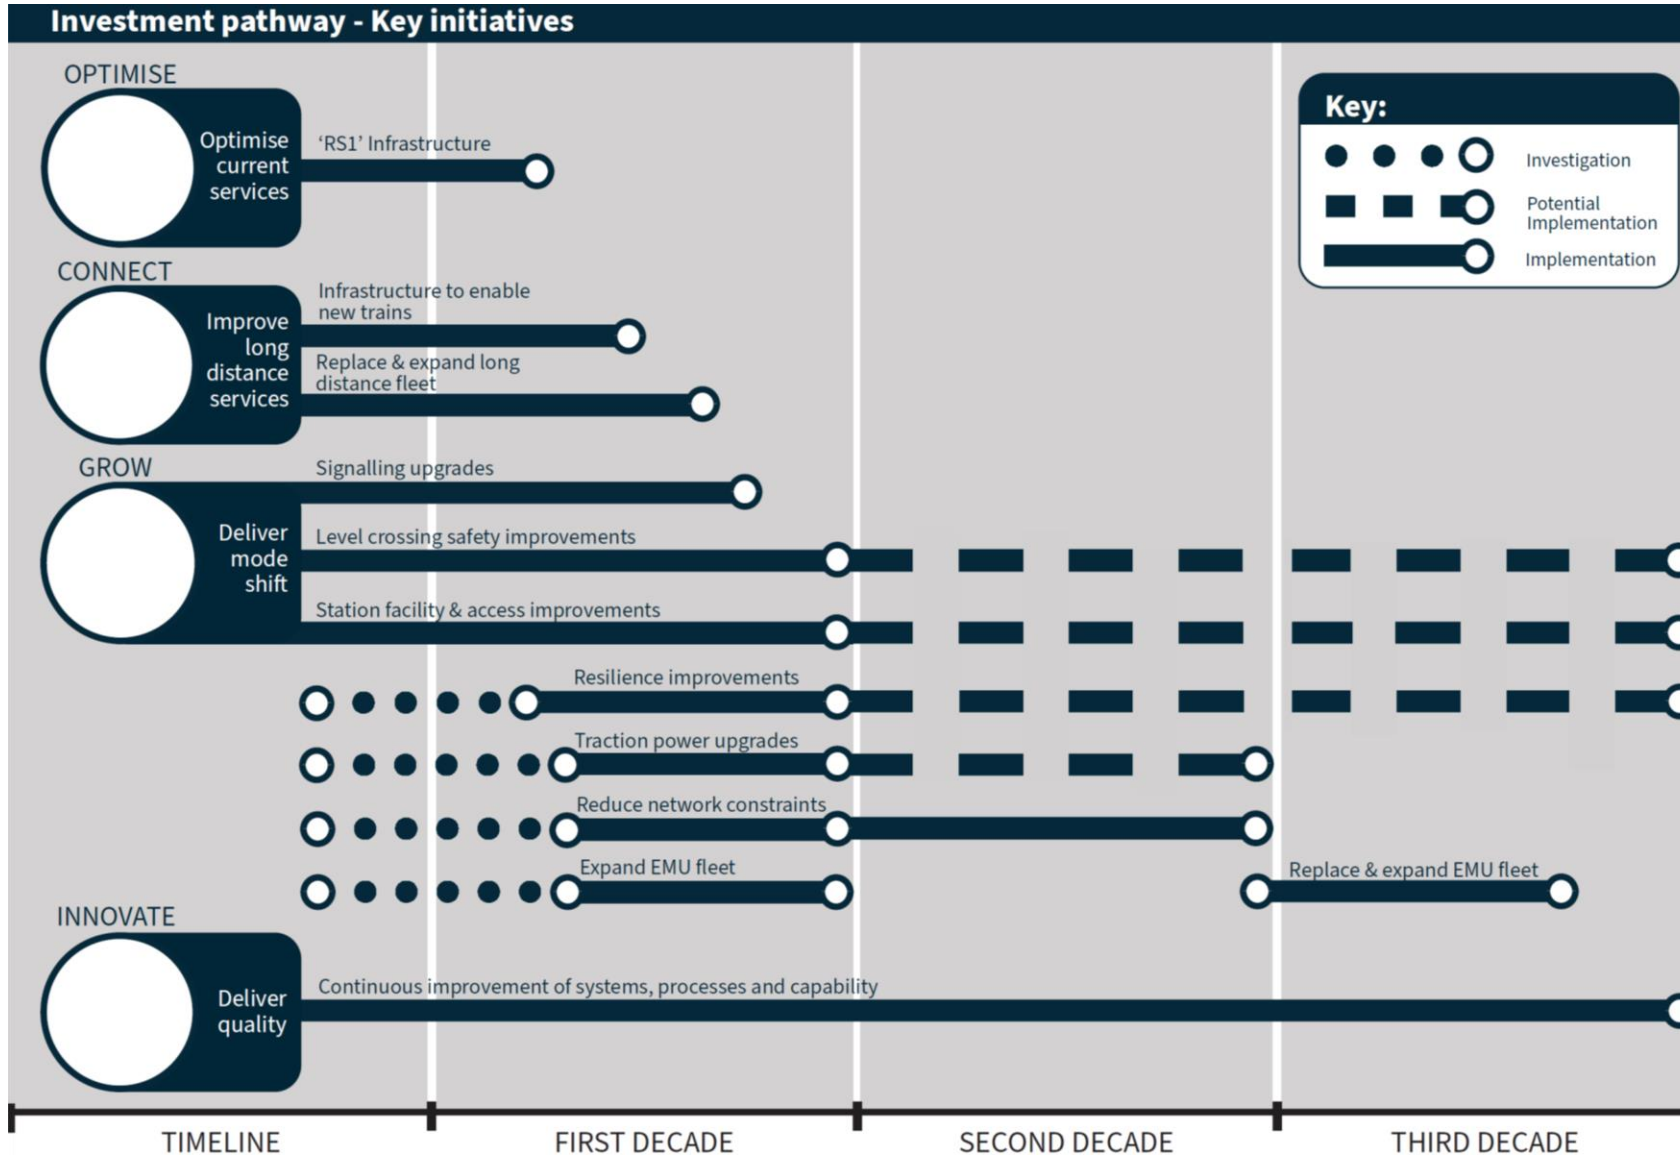 Investment pathway - Key initiatives
OPTIMISE
Optimise
current
services
‘RS1’ Infrastructure
Key:
Investigation
Potential
Implementation
Implementation
CONNECT
Improve
long
distance
services
Infrastructure to enable
new trains
Replace & expand long
distance fleet
GROW
Deliver
mode
shift
Signalling upgrades
Level crossing safety improvements
Station facility & access improvements
Resilience improvements
Traction power upgrades
Reduce network constraints
Expand EMU fleet
Replace & expand EMU fleet
INNOVATE
Deliver
quality
Continuous improvement of systems, processes and capability
TIMELINE
FIRST DECADE
SECOND DECADE
THIRD DECADE